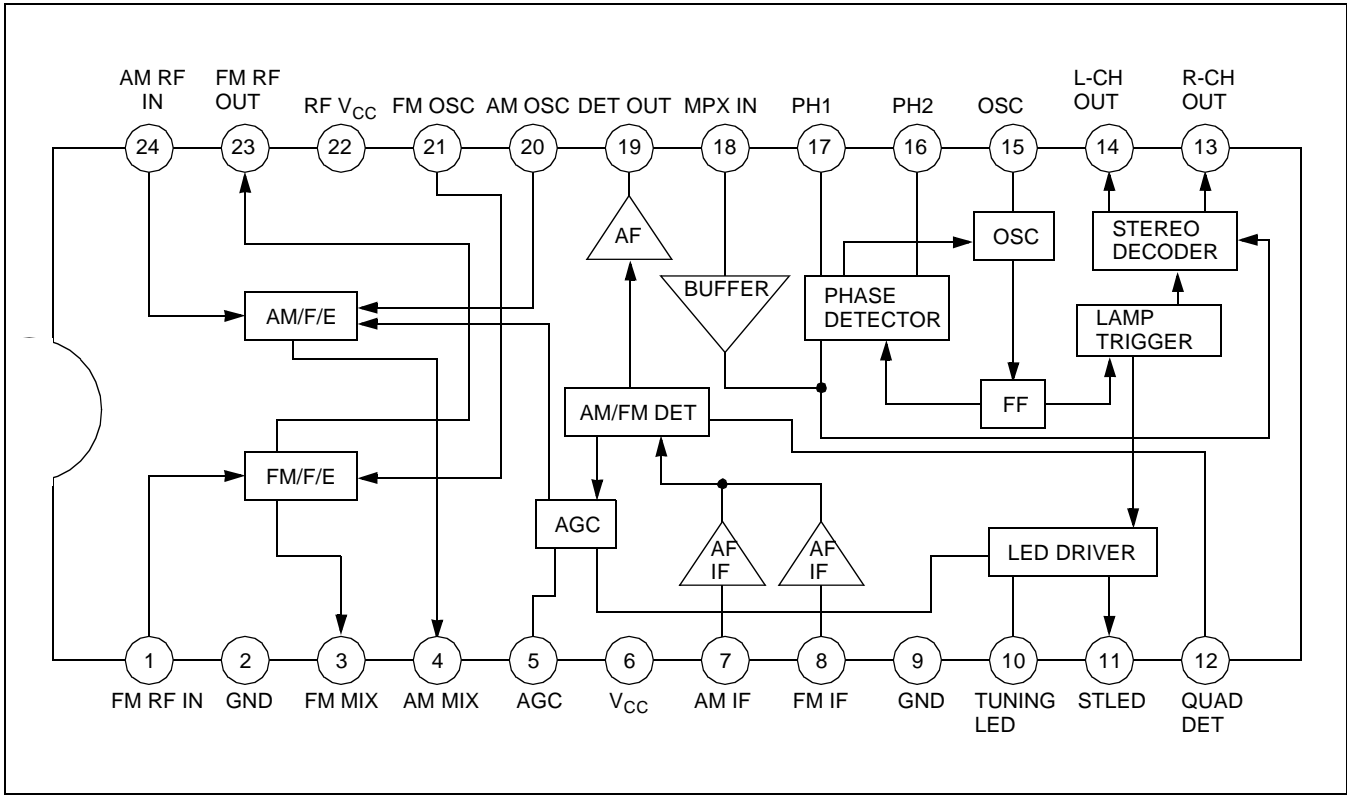 AM RF
IN
FM RF
OUT
RF VCC
FM OSC
AM OSC
DET OUT
MPX IN
PH1
PH2
OSC
L-CH
OUT
R-CH
OUT
24
23
22
21
20
19
18
17
16
15
14
13
AF
BUFFER
OSC
STEREO
DECODER
AM/F/E
PHASE
DETECTOR
LAMP
TRIGGER
AM/FM DET
FF
FM/F/E
AGC
AF
IF
AF
IF
LED DRIVER
1
2
3
4
5
6
7
8
9
10
11
12
FM RF IN
GND
FM MIX
AM MIX
AGC
VCC
AM IF
FM IF
GND
TUNING
LED
STLED
QUAD
DET